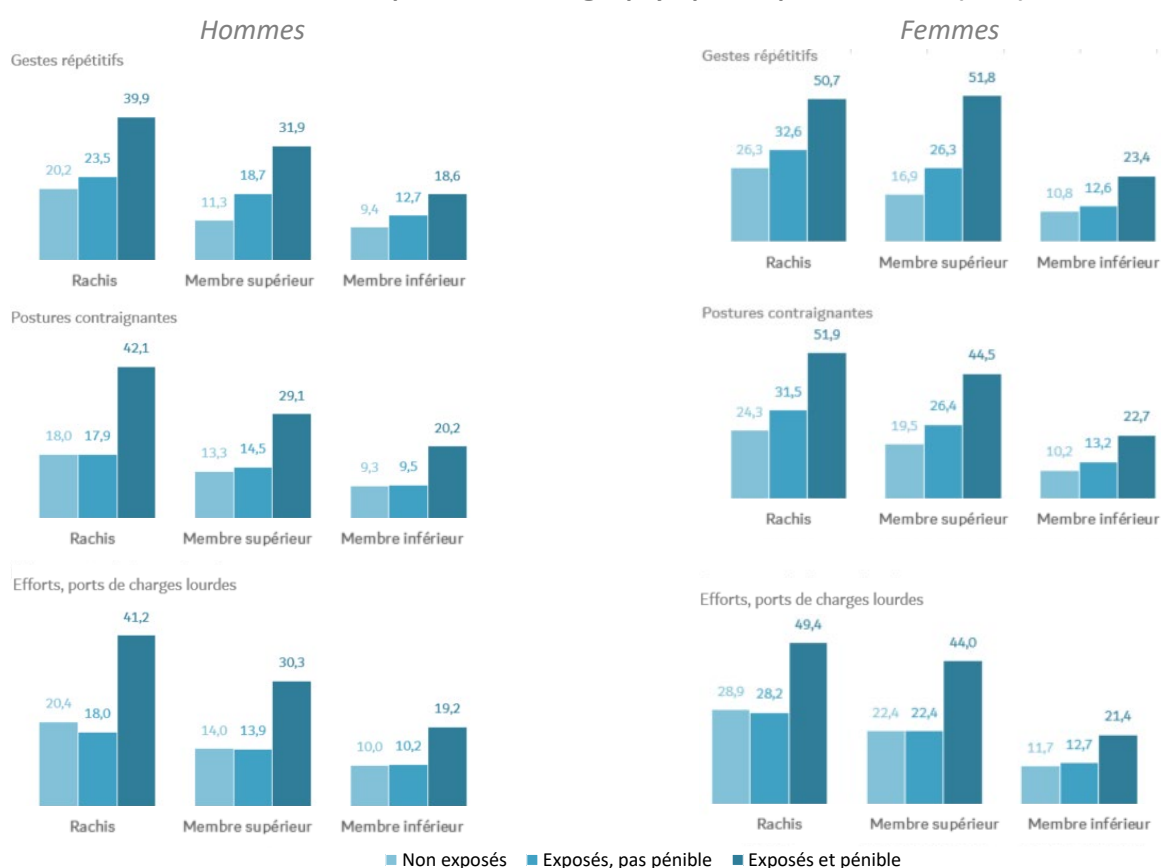 Hommes
Gestes répétitifs
39,9
20,2 23,5
31,9
11,3 18,7
9,4 12,7 18,6
Rachis Membre supérieur Membre inférieur
Postures contraignantes
42,1
18,0 17,9
29,1
13,3 14,5
20,2
9,3 9,5
Rachis Membre supérieur Membre inférieur
Efforts, ports de charges lourdes
41,2
20,4 18,0
30,3
14,0 13,9
19,2
10,0 10,2
Rachis Membre supérieur Membre inférieur
Femmes
Gestes répétitifs
50,7
26,3 32,6
51,8
16,9 26,3
23,4
10,8 12,6
Rachis Membre supérieur Membre inférieur
Postures contraignantes
51,9
24,3 31,5
44,5
19,5 26,4
22,7
10,2 13,2
Rachis Membre supérieur Membre inférieur
Efforts, ports de charges lourdes
49,4
28,9 28,2
44,0
22,4 22,4
21,4
11,7 12,7
Rachis Membre supérieur Membre inférieur
Non exposés Exposés, pas pénible Exposés et pénible